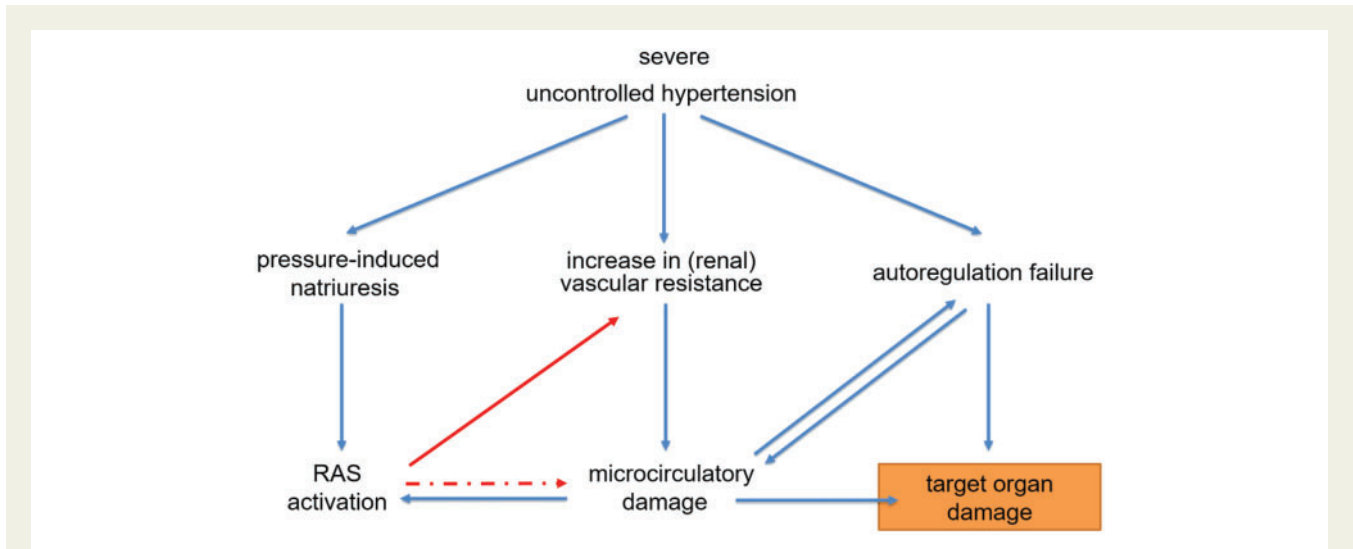 severe
uncontrolled hypertension
pressure-induced
natriuresis
increase in (renal)
vascular resistance
autoregulation failure
RAS
activation
microcirculatory
damage
target organ
damage